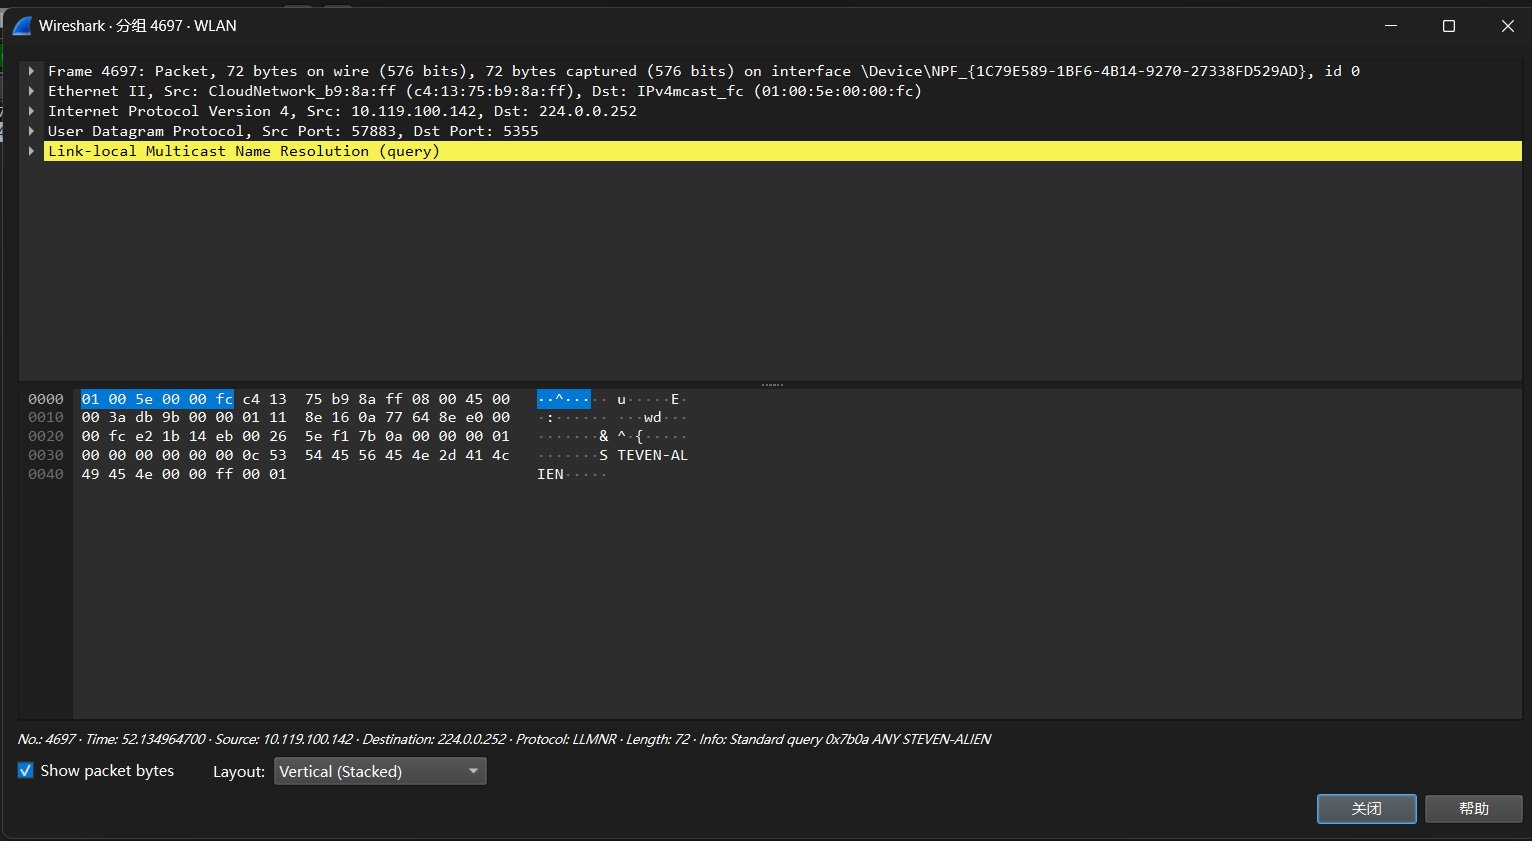 Wireshark · 分组 4697 · WLAN
Frame 4697: Packet, 72 bytes on wire (576 bits), 72 bytes captured (576 bits) on interface \Device\NPF_{1C79E589-1BF6-4B14-9270-27338FD529AD}, id 0
Ethernet II, Src: CloudNetwork_b9:8a:ff (c4:13:75:b9:8a:ff), Dst: IPv4mcast_fc (01:00:5e:00:00:fc)
Internet Protocol Version 4, Src: 10.119.100.142, Dst: 224.0.0.252
User Datagram Protocol, Src Port: 57883, Dst Port: 5355
Link-local Multicast Name Resolution (query)
0000 01 00 5e 00 00 fc c4 13 75 b9 8a ff 08 00 45 00 ··^····· u·····E·
0010 00 3a db 9b 00 00 01 11 8e 16 0a 77 64 8e e0 00 ·:······ ···wd···
0020 00 fc e2 1b 14 eb 00 26 5e f1 7b 0a 00 00 00 01 ·······& ^·{·····
0030 00 00 00 00 00 00 0c 53 54 45 56 45 4e 2d 41 4c ·······S TEVEN-AL
0040 49 45 4e 00 00 ff 00 01 IEN·····
No.: 4697 · Time: 52.134964700 · Source: 10.119.100.142 · Destination: 224.0.0.252 · Protocol: LLMNR · Length: 72 · Info: Standard query 0x7b0a ANY STEVEN-ALIEN
Show packet bytes Layout: Vertical (Stacked)
关闭 帮助